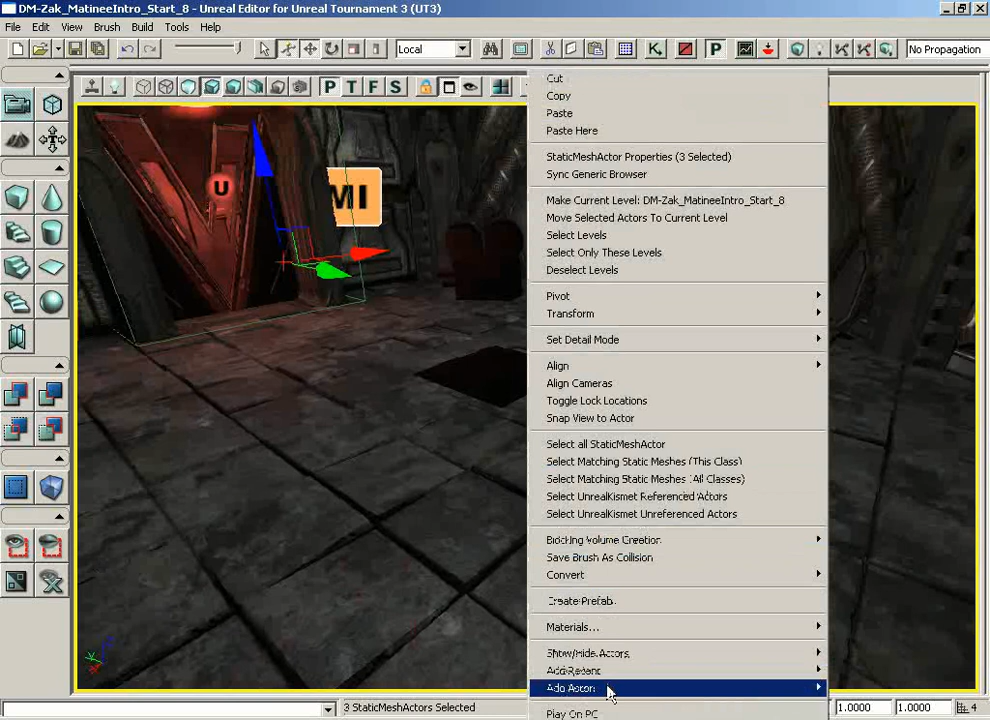 DM-Zak_MatineeIntro_Start_8 - Unreal Editor for Unreal Tournament 3 (UT3)
File Edit View Brush Build Tools Help
Local
K
P
No Propagation
P T F S
U
MI
Cut
Copy
Paste
Paste Here
StaticMeshActor Properties (3 Selected)
Sync Generic Browser
Make Current Level: DM-Zak_MatineeIntro_Start_8
Move Selected Actors To Current Level
Select Levels
Select Only These Levels
Deselect Levels
Pivot
Transform
Set Detail Mode
Align
Align Cameras
Toggle Lock Locations
Snap View to Actor
Select all StaticMeshActor
Select Matching Static Meshes (This Class)
Select Matching Static Meshes (All Classes)
Select UnrealKismet Referenced Actors
Select UnrealKismet Unreferenced Actors
Blocking Volume Creation
Save Brush As Collision
Convert
Create Prefab.
Materials...
Show/Hide Actors
Add Recent
Add Actor
Play On PC
3 StaticMeshActors Selected
1.0000 1.0000 4